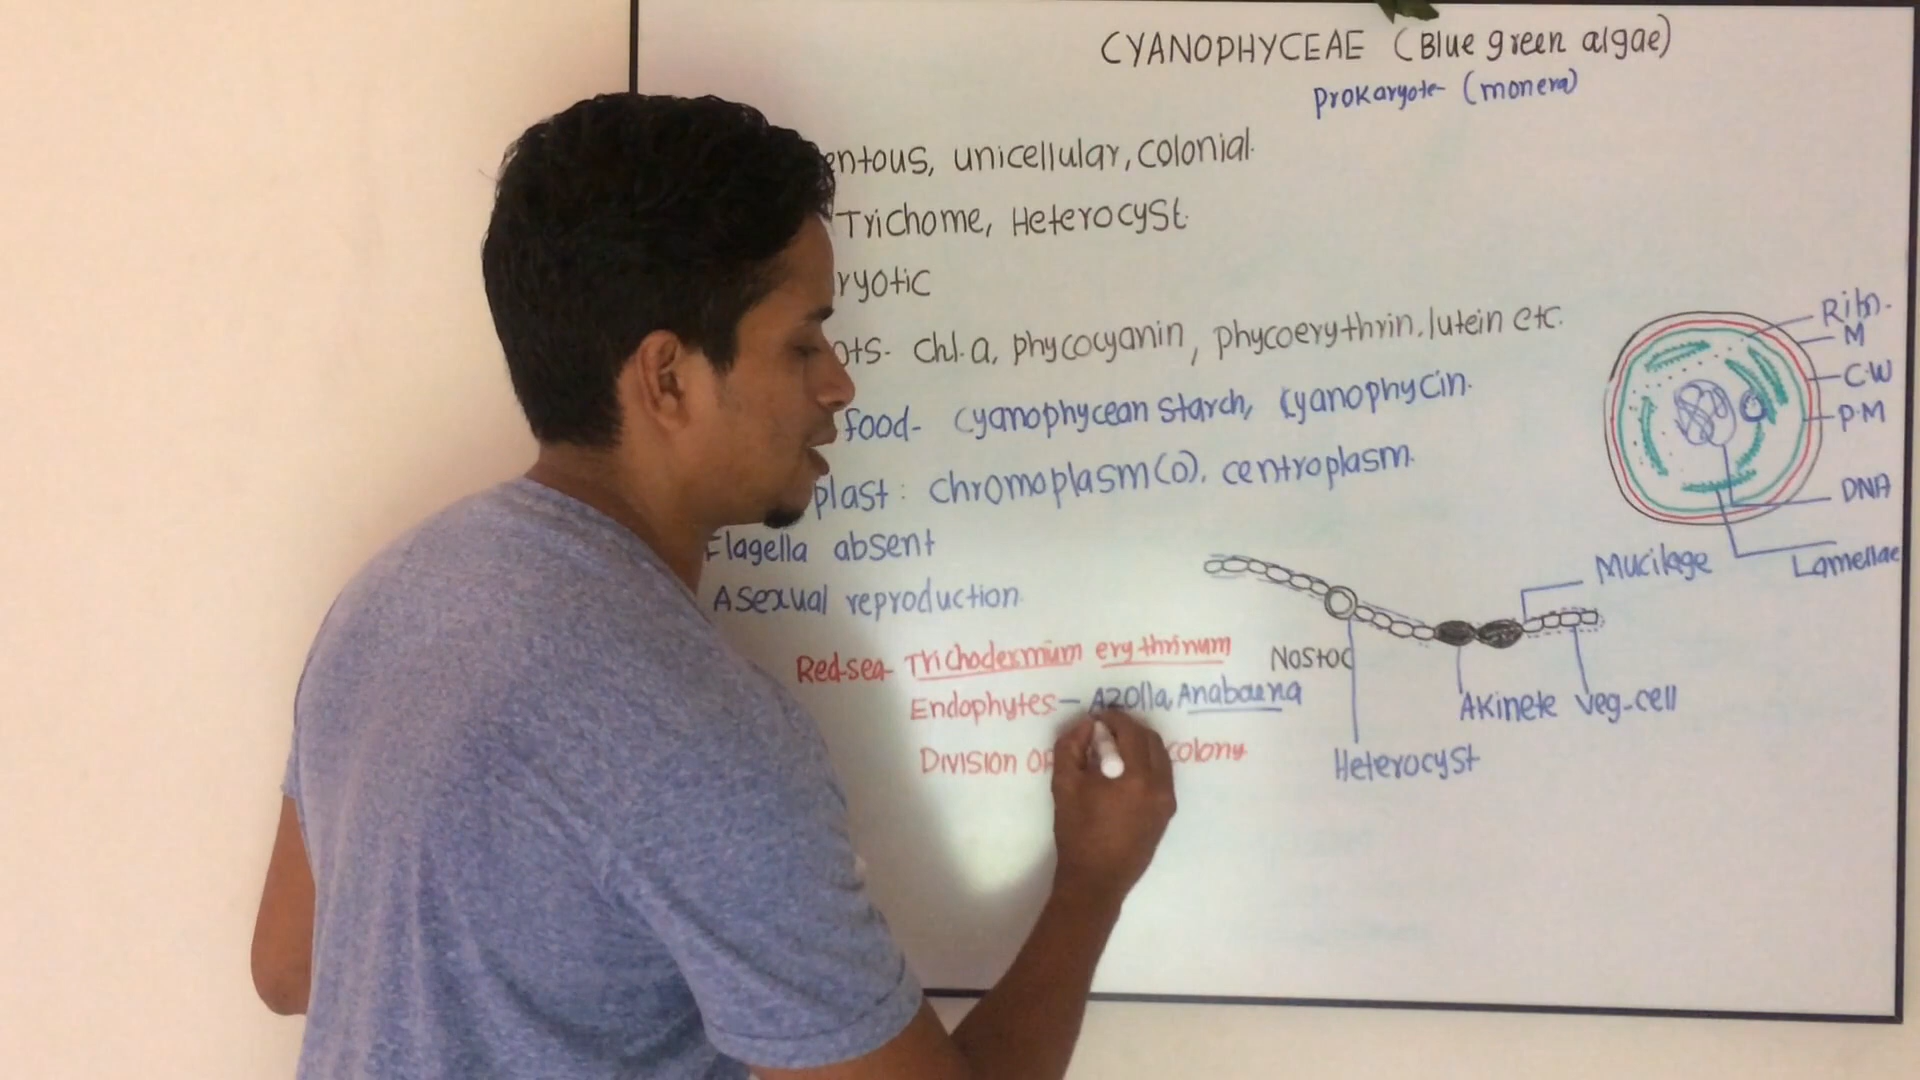 CYANOPHYCEAE (Blue green algae)
Prokaryote- (monera)
entous, unicellular, colonial.
Trichome, Heterocyst.
ryotic
ots- chl.a, phycocyanin, phycoerythrin, lutein etc.
food- cyanophycean starch, cyanophycin.
plast: chromoplasm(o), centroplasm.
Flagella absent
Asexual reproduction
Red-sea- Trichodesmium erythrinum
Endophytes- Azolla, Anabaena
Division of colony
M
C·W
P·M
DNA
Lamellae
Mucilage
Nostoc
Akinete
Veg-cell
Heterocyst